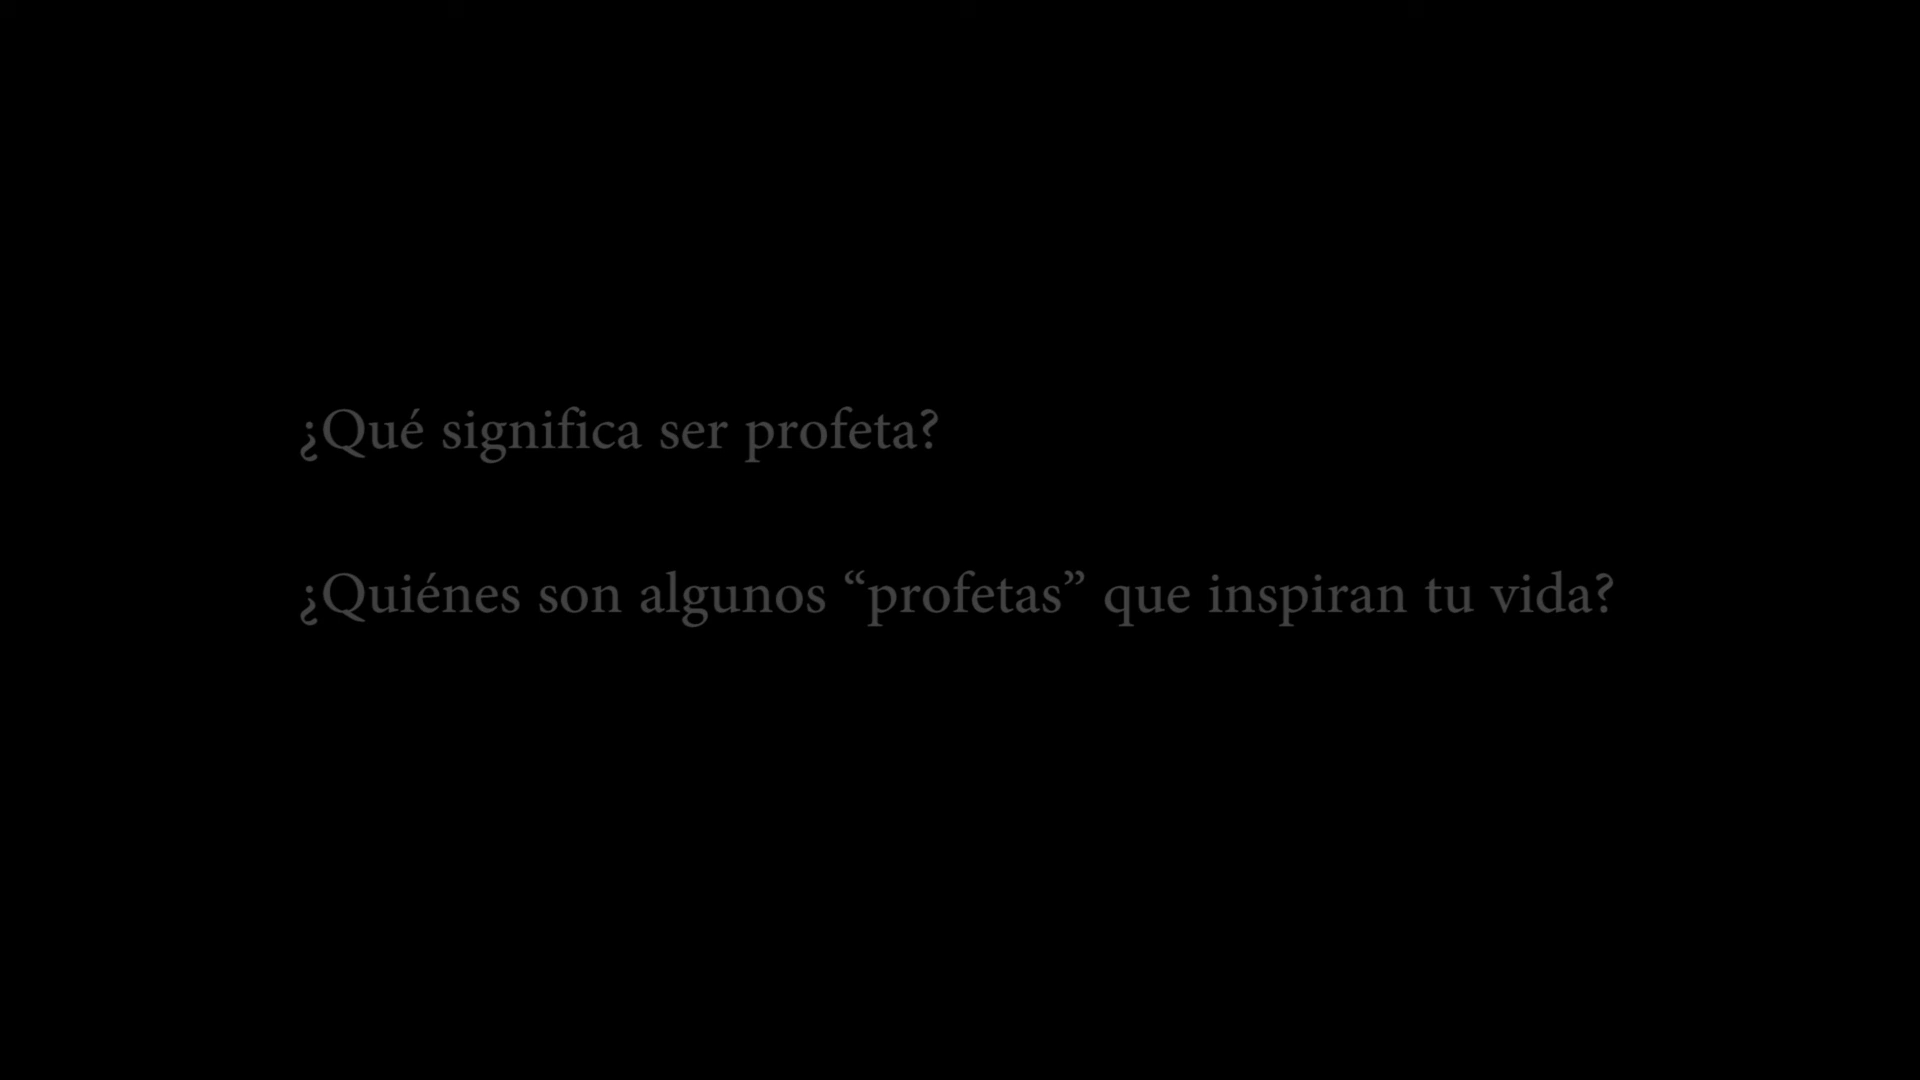 ¿Qué significa ser profeta?
¿Quiénes son algunos “profetas” que inspiran tu vida?